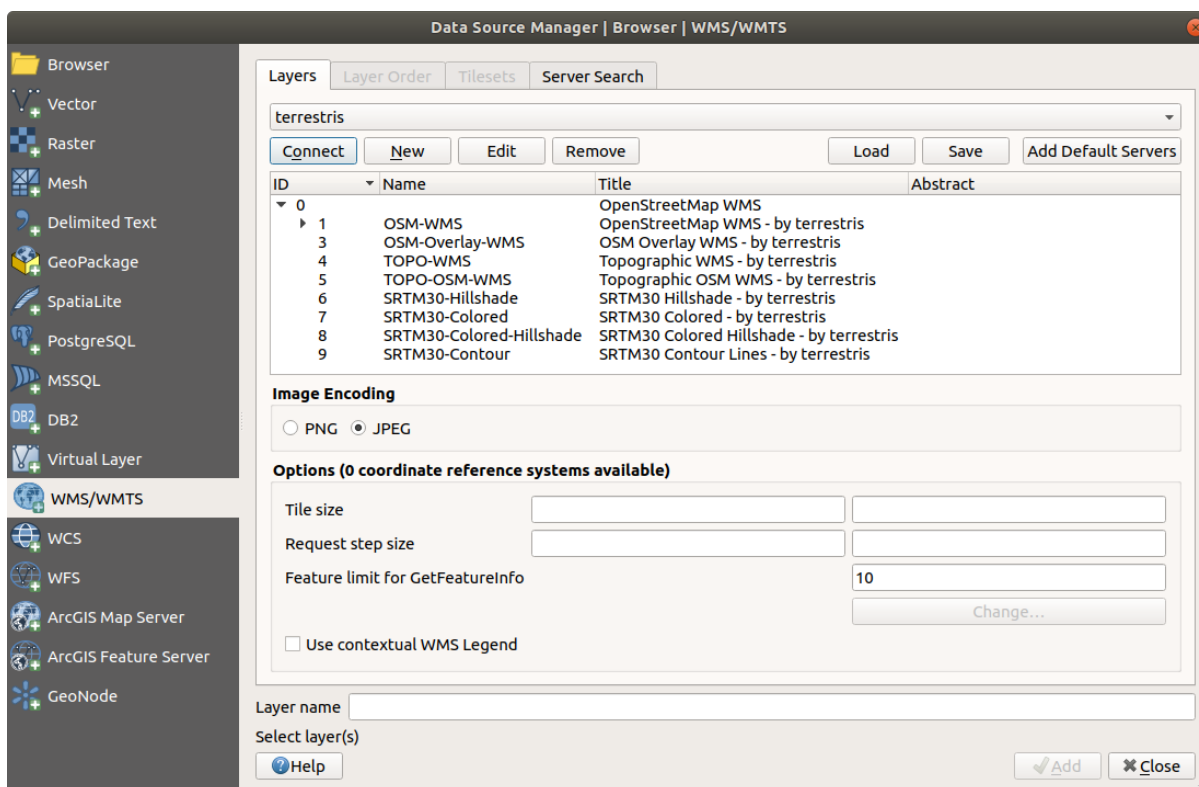 Data Source Manager | Browser | WMS/WMTS
Browser
Vector
Raster
Mesh
Delimited Text
GeoPackage
SpatiaLite
PostgreSQL
MSSQL
DB2 DB2
Virtual Layer
WMS/WMTS
WCS
WFS
ArcGIS Map Server
ArcGIS Feature Server
GeoNode
Layers Layer Order Tilesets Server Search
terrestris
Connect New Edit Remove Load Save Add Default Servers
ID Name Title Abstract
0 OpenStreetMap WMS
1 OSM-WMS OpenStreetMap WMS - by terrestris
3 OSM-Overlay-WMS OSM Overlay WMS - by terrestris
4 TOPO-WMS Topographic WMS - by terrestris
5 TOPO-OSM-WMS Topographic OSM WMS - by terrestris
6 SRTM30-Hillshade SRTM30 Hillshade - by terrestris
7 SRTM30-Colored SRTM30 Colored - by terrestris
8 SRTM30-Colored-Hillshade SRTM30 Colored Hillshade - by terrestris
9 SRTM30-Contour SRTM30 Contour Lines - by terrestris
Image Encoding
PNG JPEG
Options (0 coordinate reference systems available)
Tile size
Request step size
Feature limit for GetFeatureInfo 10
Change...
Use contextual WMS Legend
Layer name
Select layer(s)
Help Add Close